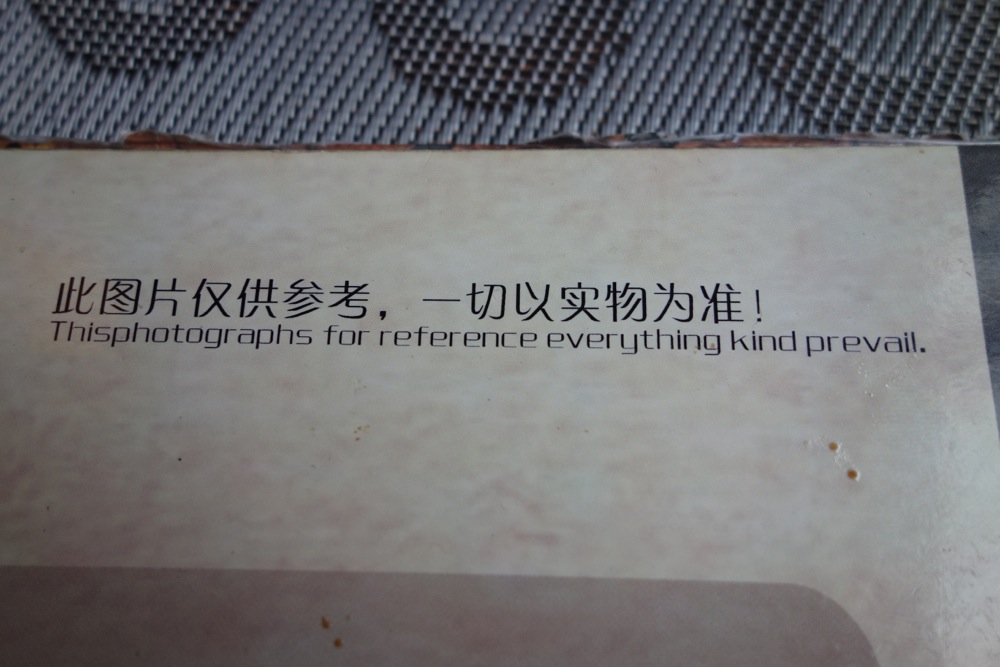 此图片仅供参考，一切以实物为准！
Thisphotographs for reference everything kind prevail.